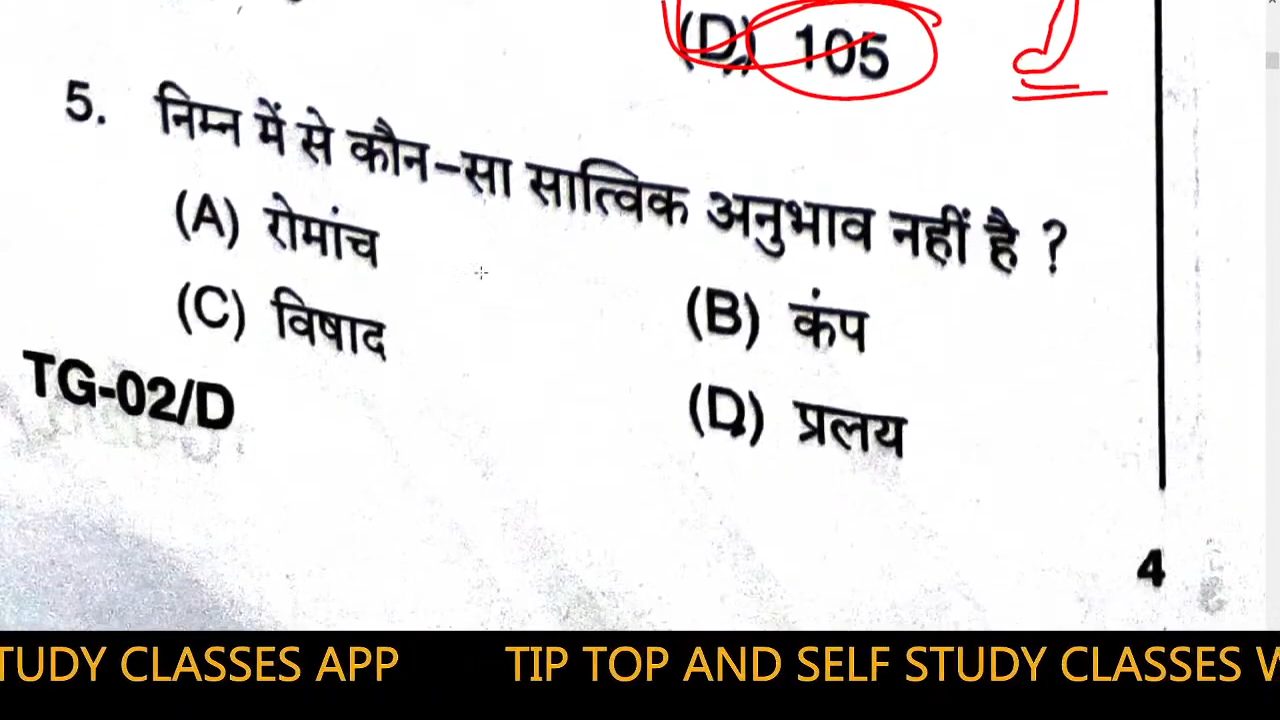 (D) 105
5. निम्न में से कौन-सा सात्विक अनुभाव नहीं है ?
(A) रोमांच
(B) कंप
(C) विषाद
(D) प्रलय
TG-02/D
4
TUDY CLASSES APP TIP TOP AND SELF STUDY CLASSES